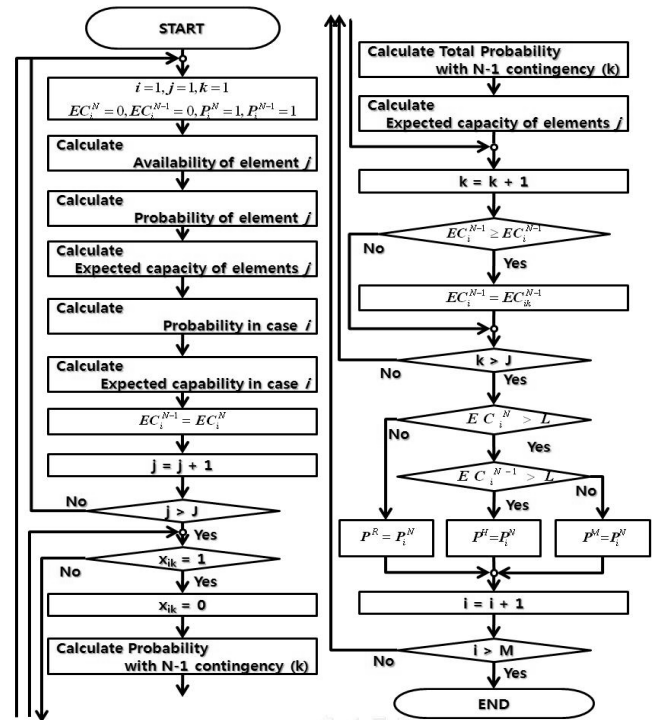 START
i=1, j=1, k=1
EC_i^N=0, EC_i^{N-1}=0, P_i^N=1, P_i^{N-1}=1
Calculate
Availability of element j
Calculate
Probability of element j
Calculate
Expected capacity of elements j
Calculate
Probability in case i
Calculate
Expected capability in case i
EC_i^{N-1} = EC_i^N
j = j + 1
No
j > J
Yes
x_ik = 1
No
Yes
x_ik = 0
Calculate Probability
with N-1 contingency (k)
Calculate Total Probability
with N-1 contingency (k)
Calculate
Expected capacity of elements j
k = k + 1
EC_i^{N-1} ≥ EC_i^{N-1}
No
Yes
EC_i^{N-1} = EC_ik^{N-1}
k > J
No
Yes
EC_i^N > L
No
Yes
EC_i^{N-1} > L
No
Yes
P^R = P_i^N
P^H=P_i^N
P^M=P_i^N
i = i + 1
i > M
No
Yes
END